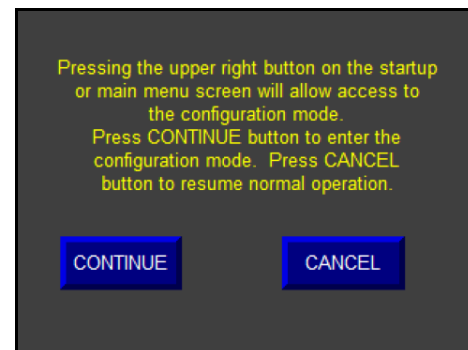 Pressing the upper right button on the startup
or main menu screen will allow access to
the configuration mode.
Press CONTINUE button to enter the
configuration mode.  Press CANCEL
button to resume normal operation.
CONTINUE
CANCEL